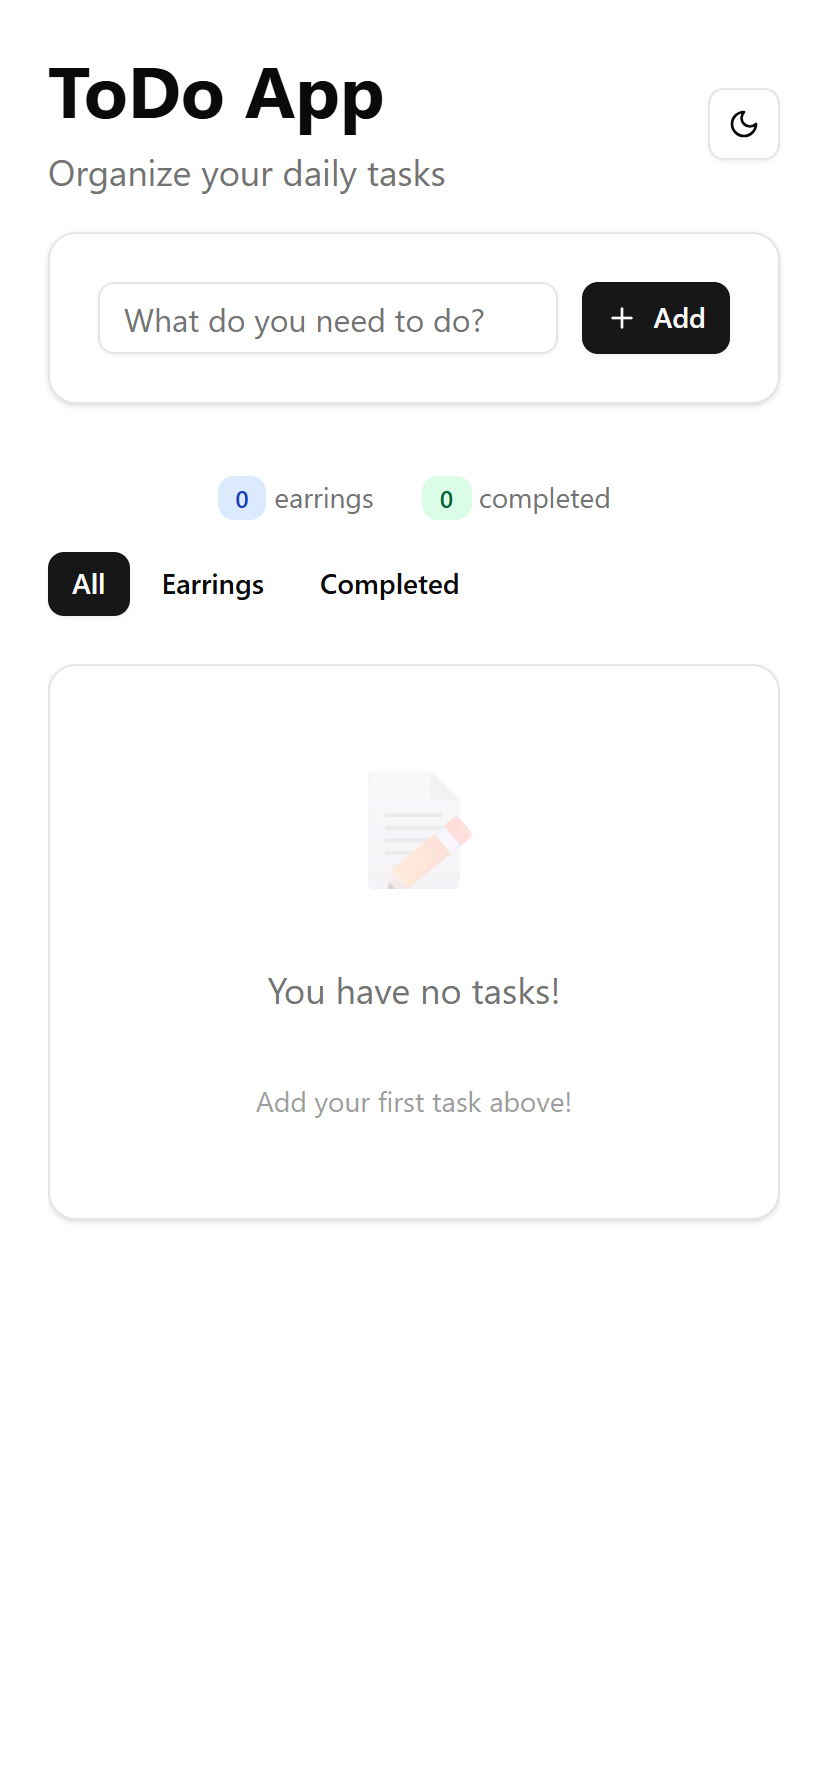 ToDo App
Organize your daily tasks
What do you need to do?
Add
0 earrings 0 completed
All Earrings Completed
You have no tasks!
Add your first task above!